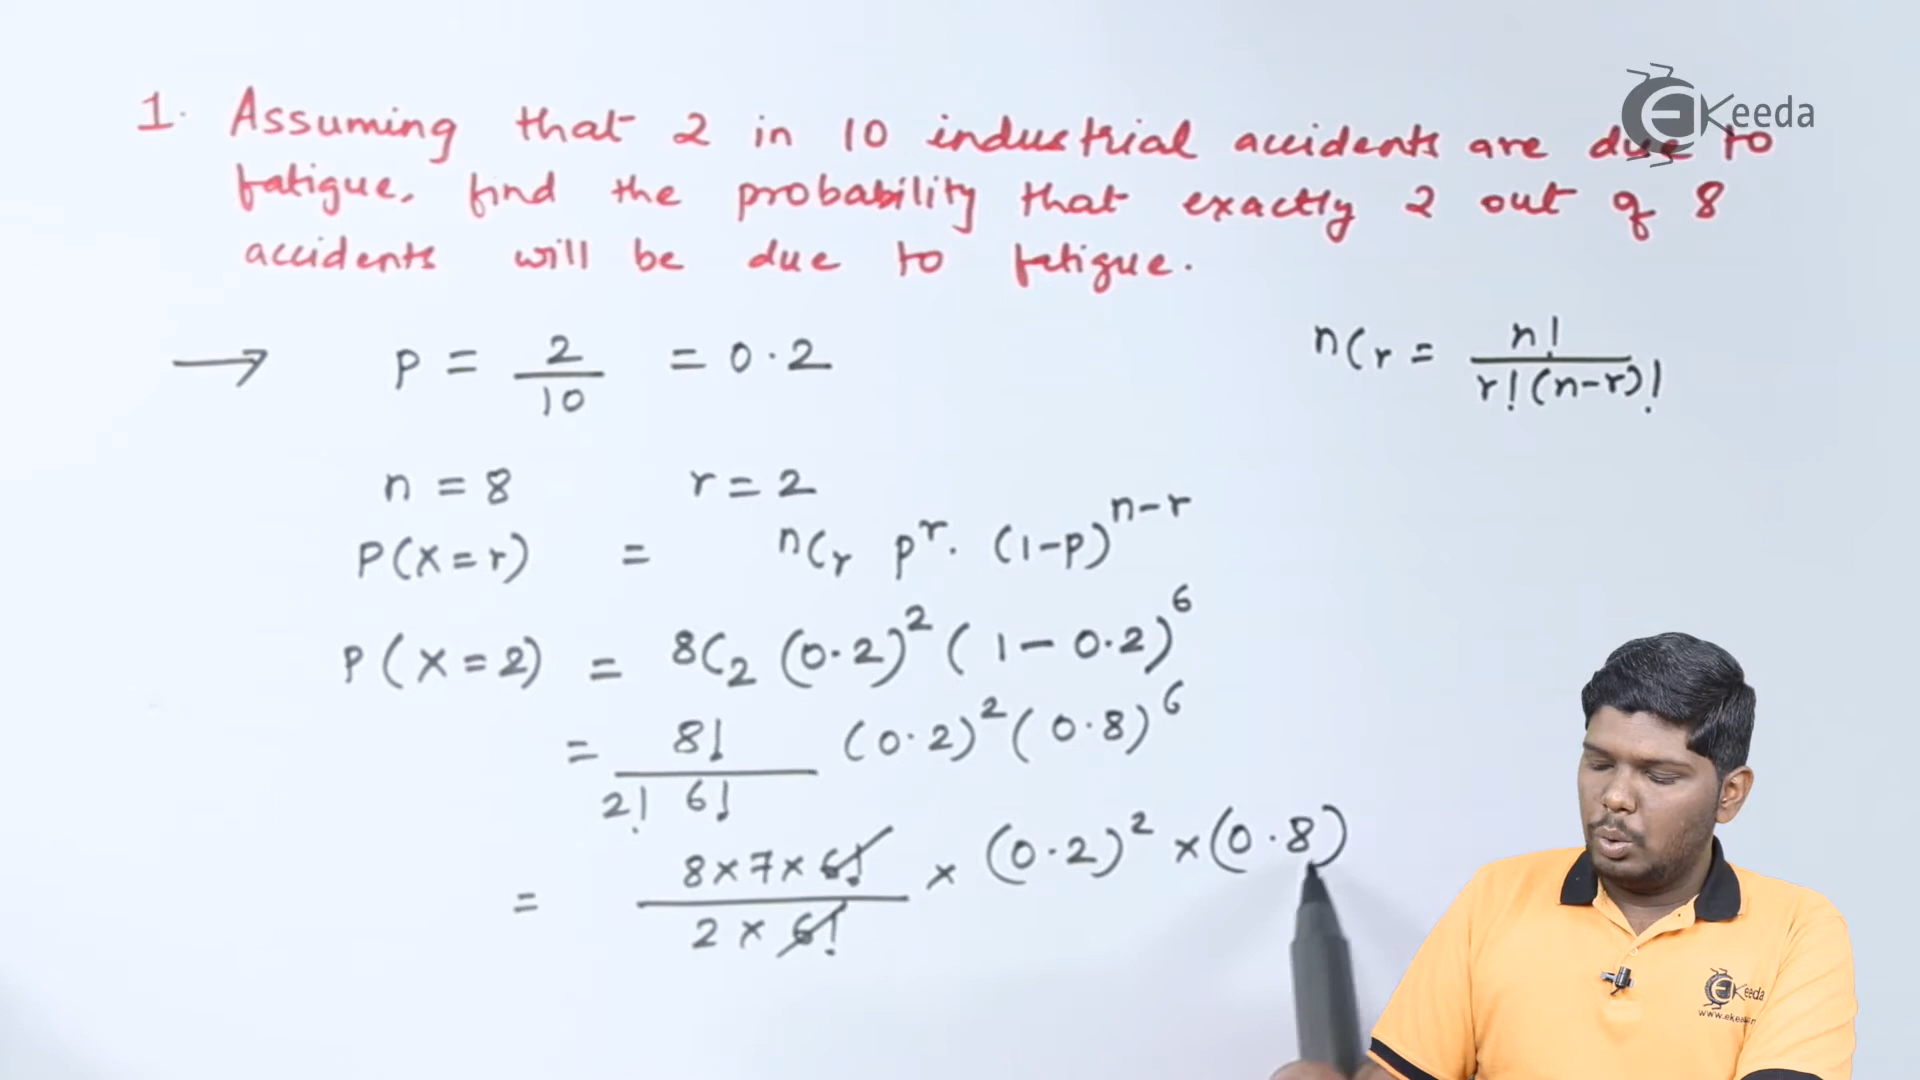 EKeeda
1. Assuming that 2 in 10 industrial accidents are due to
fatigue, find the probability that exactly 2 out of 8
accidents will be due to fatigue.
→ p = 2/10 = 0.2
nCr = n!/r!(n-r)!
n = 8 r = 2
P(X=r) = nCr p^r. (1-p)^n-r
P(X=2) = 8C2 (0.2)^2 (1-0.2)^6
= 8!/2! 6! (0.2)^2 (0.8)^6
= 8×7×6!/2×6! × (0.2)^2 × (0.8)
EKeeda